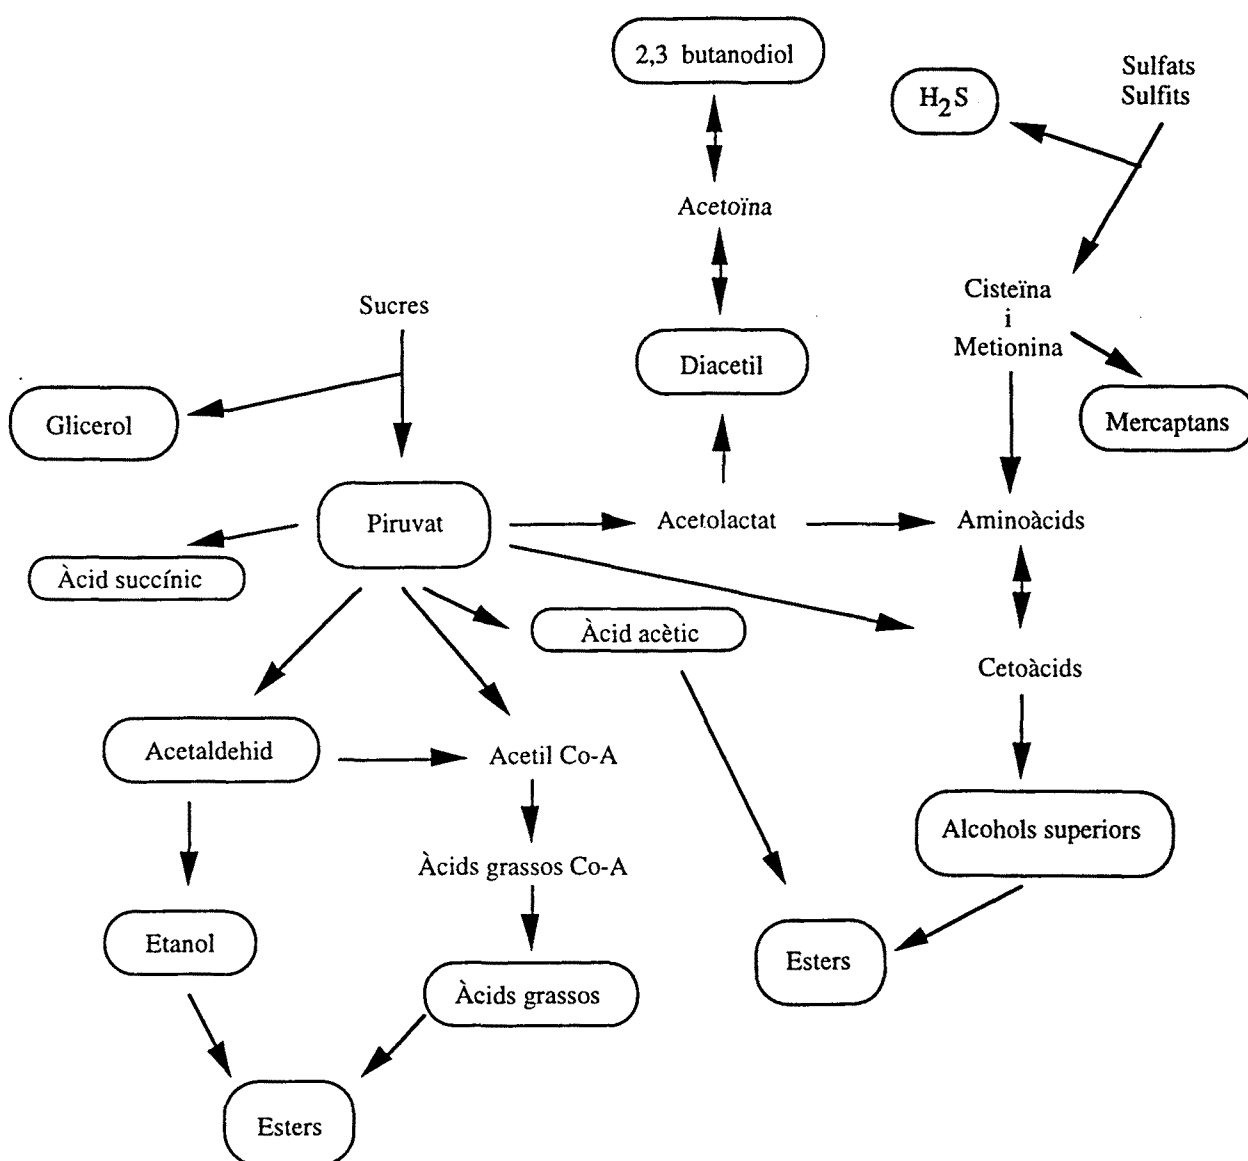 2,3 butanodiol
H2S
Sulfats
Sulfits
Acetoïna
Cisteïna
i
Metionina
Sucres
Diacetil
Glicerol
Mercaptans
Piruvat
Acetolactat
Aminoàcids
Àcid succínic
Àcid acètic
Cetoàcids
Acetaldehid
Acetil Co-A
Alcohols superiors
Àcids grassos Co-A
Etanol
Esters
Àcids grassos
Esters